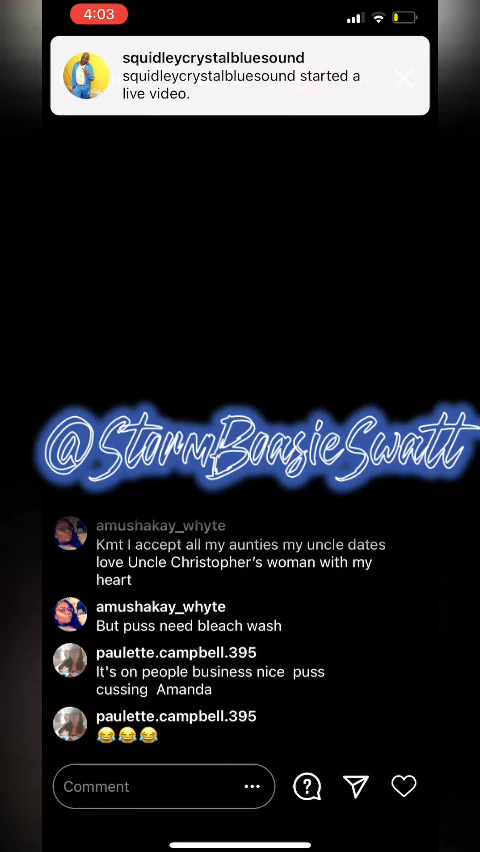 4:03
squidleycrystalbluesound
squidleycrystalbluesound started a
live video.
@StormBoasieSwatt
amushakay_whyte
Kmt I accept all my aunties my uncle dates
love Uncle Christopher's woman with my
heart
amushakay_whyte
But puss need bleach wash
paulette.campbell.395
It's on people business nice puss
cussing Amanda
paulette.campbell.395
😂😂😂
Comment